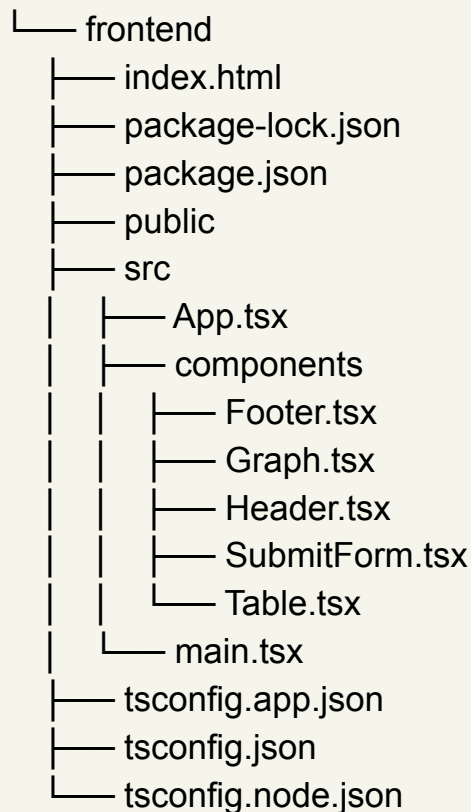 └── frontend
├── index.html
├── package-lock.json
├── package.json
├── public
├── src
│ ├── App.tsx
│ ├── components
│ │ ├── Footer.tsx
│ │ ├── Graph.tsx
│ │ ├── Header.tsx
│ │ ├── SubmitForm.tsx
│ │ └── Table.tsx
│ └── main.tsx
├── tsconfig.app.json
├── tsconfig.json
└── tsconfig.node.json